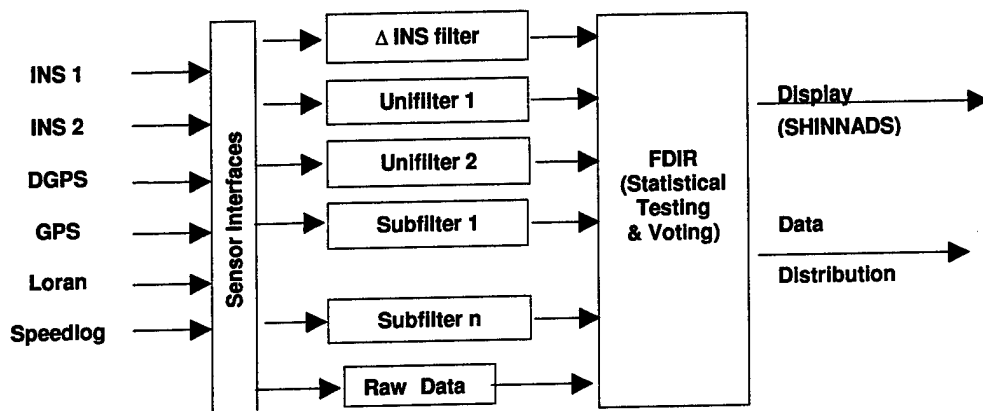 INS 1
INS 2
DGPS
GPS
Loran
Speedlog
Sensor Interfaces
Δ INS filter
Unifilter 1
Unifilter 2
Subfilter 1
Subfilter n
Raw Data
FDIR
(Statistical
Testing
& Voting)
Display
(SHINNADS)
Data
Distribution